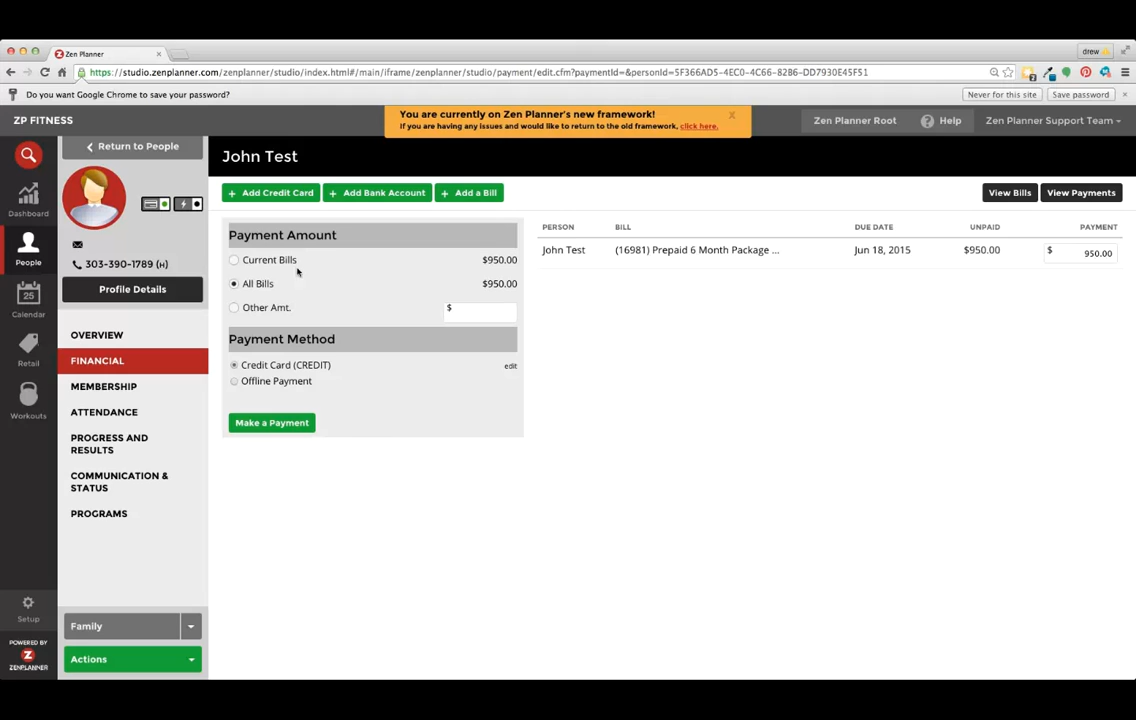 Zen Planner
drew
https://studio.zenplanner.com/zenplanner/studio/index.html#/main/iframe/zenplanner/studio/payment/edit.cfm?paymentId=&personId=5F366AD5-4EC0-4C66-82B6-DD7930E45F51
Do you want Google Chrome to save your password?
Never for this site
Save password
ZP FITNESS
You are currently on Zen Planner's new framework!
If you are having any issues and would like to return to the old framework, click here.
X
Zen Planner Root
Help
Zen Planner Support Team
Return to People
John Test
Dashboard
People
Calendar
25
Retail
Workouts
Setup
POWERED BY
ZENPLANNER
303-390-1789 (H)
Profile Details
OVERVIEW
FINANCIAL
MEMBERSHIP
ATTENDANCE
PROGRESS AND
RESULTS
COMMUNICATION &
STATUS
PROGRAMS
Family
Actions
+ Add Credit Card
+ Add Bank Account
+ Add a Bill
View Bills
View Payments
Payment Amount
Current Bills $950.00
All Bills $950.00
Other Amt. $
Payment Method
Credit Card (CREDIT) edit
Offline Payment
Make a Payment
PERSON BILL DUE DATE UNPAID PAYMENT
John Test (16981) Prepaid 6 Month Package ... Jun 18, 2015 $950.00 $ 950.00